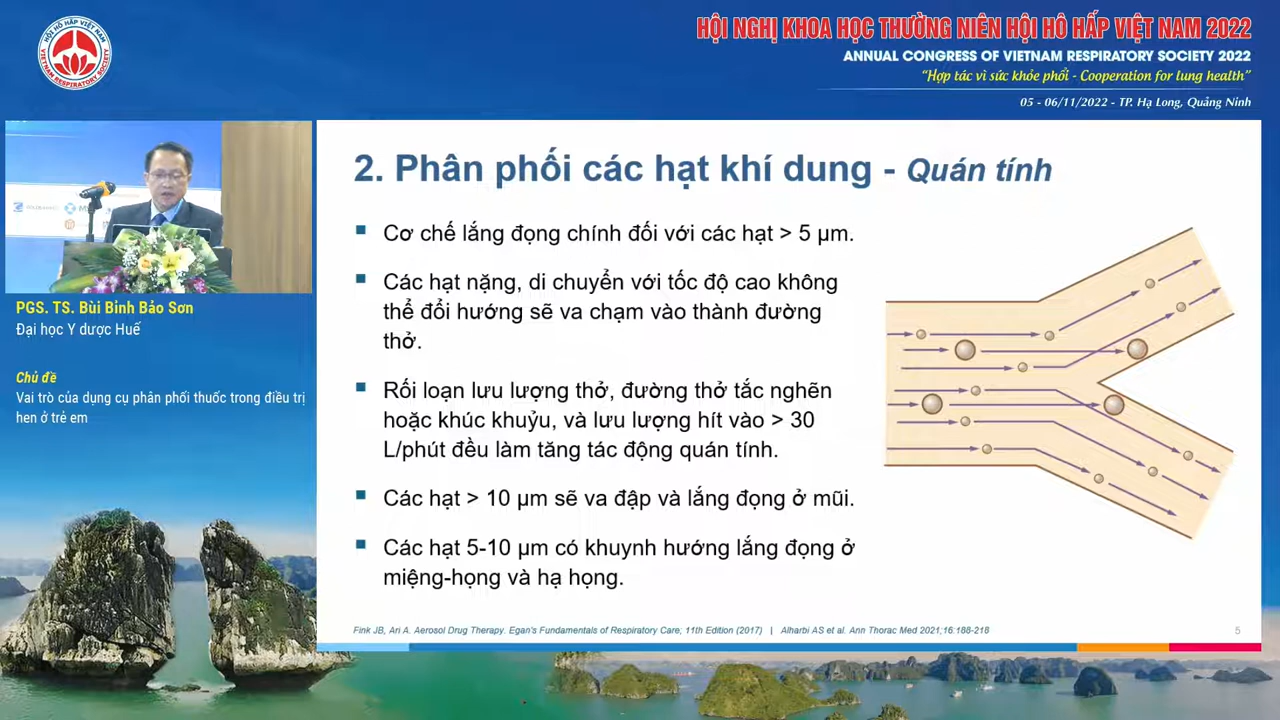 HỘI HÔ HẤP VIỆT NAM
VIETNAM RESPIRATORY SOCIETY
HỘI NGHỊ KHOA HỌC THƯỜNG NIÊN HỘI HÔ HẤP VIỆT NAM 2022
ANNUAL CONGRESS OF VIETNAM RESPIRATORY SOCIETY 2022
“Hợp tác vì sức khỏe phổi - Cooperation for lung health”
05 - 06/11/2022 - TP. Hạ Long, Quảng Ninh
PGS. TS. Bùi Bỉnh Bảo Sơn
Đại học Y dược Huế
Chủ đề
Vai trò của dụng cụ phân phối thuốc trong điều trị
hen ở trẻ em
2. Phân phối các hạt khí dung - Quán tính
Cơ chế lắng đọng chính đối với các hạt > 5 µm.
Các hạt nặng, di chuyển với tốc độ cao không
thể đổi hướng sẽ va chạm vào thành đường
thở.
Rối loạn lưu lượng thở, đường thở tắc nghẽn
hoặc khúc khuỷu, và lưu lượng hít vào > 30
L/phút đều làm tăng tác động quán tính.
Các hạt > 10 µm sẽ va đập và lắng đọng ở mũi.
Các hạt 5-10 µm có khuynh hướng lắng đọng ở
miệng-họng và hạ họng.
Fink JB, Ari A. Aerosol Drug Therapy. Egan's Fundamentals of Respiratory Care; 11th Edition (2017) | Alharbi AS et al. Ann Thorac Med 2021;16:188-218
5